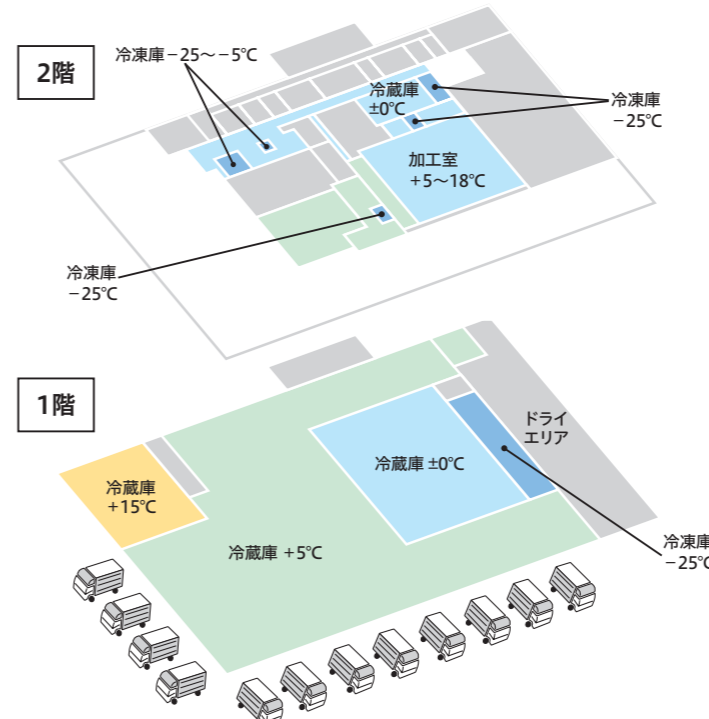 2階
冷凍庫−25～−5℃
冷蔵庫
±0℃
冷凍庫
−25℃
加工室
+5～18℃
冷凍庫
−25℃
1階
ドライ
エリア
冷蔵庫 ±0℃
冷蔵庫
+15℃
冷蔵庫 +5℃
冷凍庫
−25℃